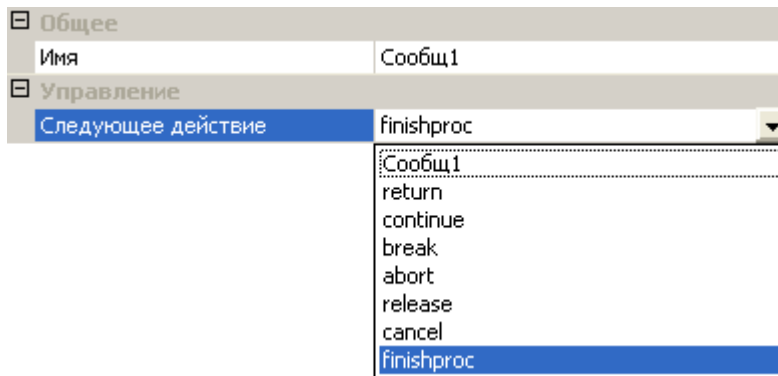 Общее
Имя Сообщ1
Управление
Следующее действие finishproc
Сообщ1
return
continue
break
abort
release
cancel
finishproc